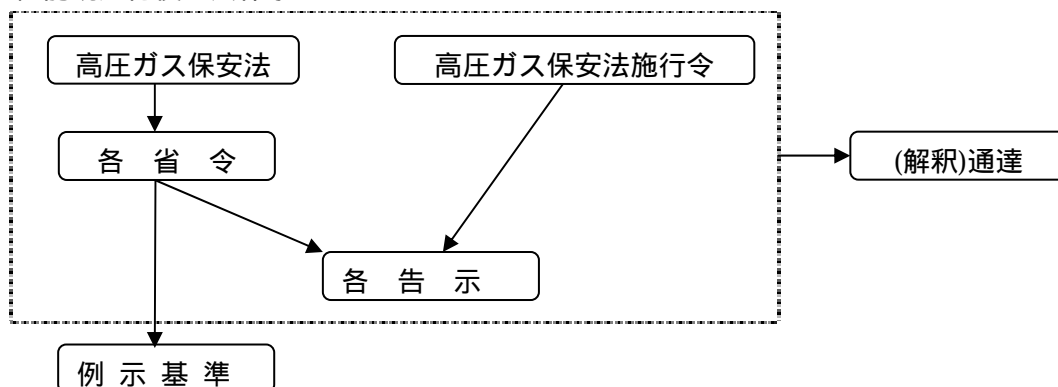 高圧ガス保安法
高圧ガス保安法施行令
各 省 令
(解釈)通達
各 告 示
例 示 基 準